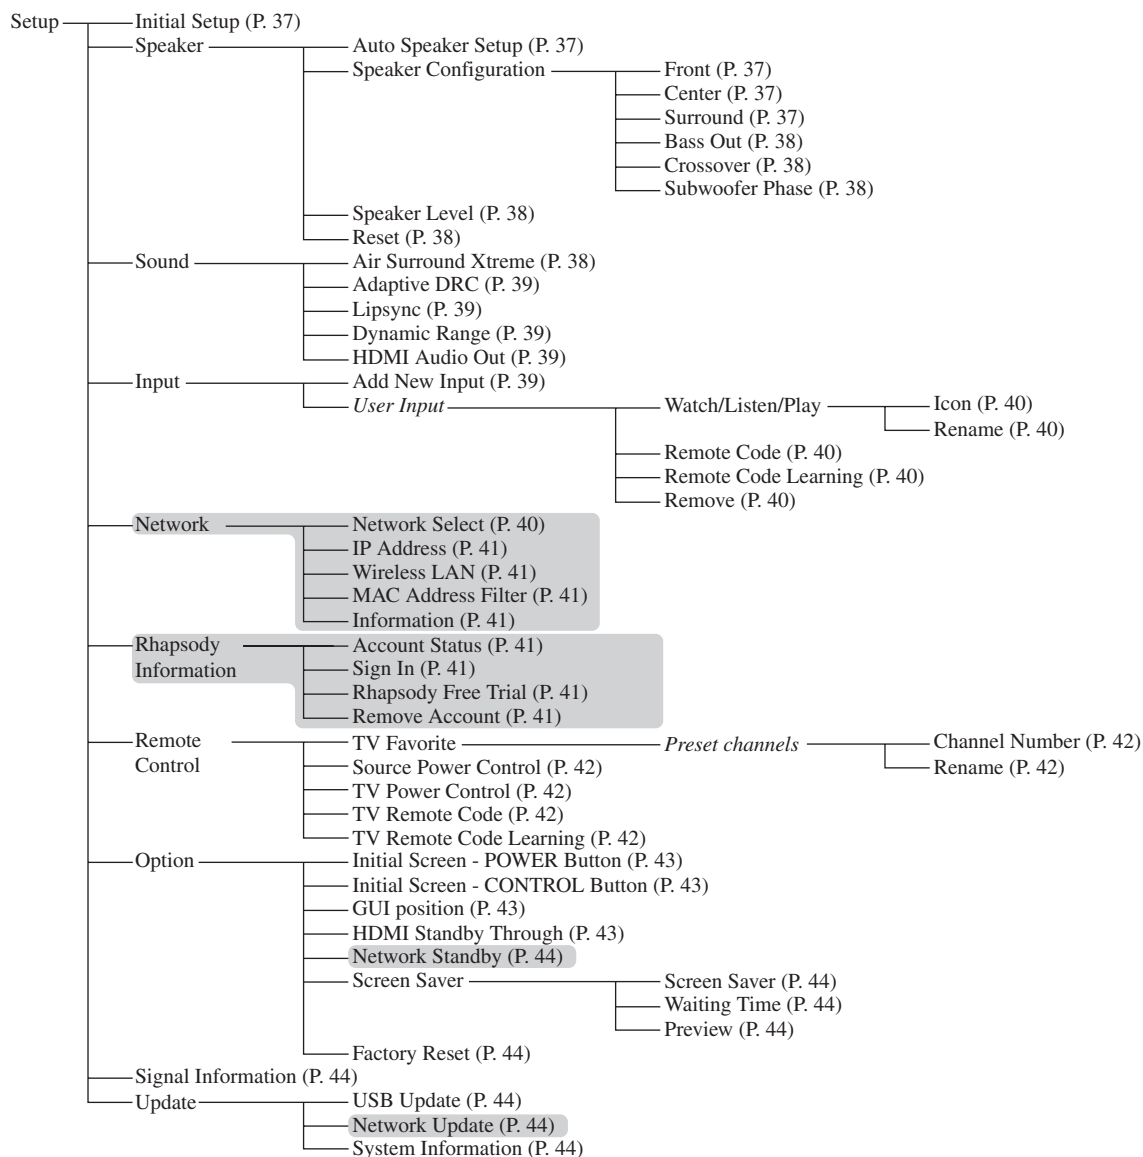 Setup
Initial Setup (P. 37)
Speaker
Auto Speaker Setup (P. 37)
Speaker Configuration
Front (P. 37)
Center (P. 37)
Surround (P. 37)
Bass Out (P. 38)
Crossover (P. 38)
Subwoofer Phase (P. 38)
Speaker Level (P. 38)
Reset (P. 38)
Sound
Air Surround Xtreme (P. 38)
Adaptive DRC (P. 39)
Lipsync (P. 39)
Dynamic Range (P. 39)
HDMI Audio Out (P. 39)
Input
Add New Input (P. 39)
User Input
Watch/Listen/Play
Icon (P. 40)
Rename (P. 40)
Remote Code (P. 40)
Remote Code Learning (P. 40)
Remove (P. 40)
Network
Network Select (P. 40)
IP Address (P. 41)
Wireless LAN (P. 41)
MAC Address Filter (P. 41)
Information (P. 41)
Rhapsody
Information
Account Status (P. 41)
Sign In (P. 41)
Rhapsody Free Trial (P. 41)
Remove Account (P. 41)
Remote
Control
TV Favorite
Preset channels
Channel Number (P. 42)
Rename (P. 42)
Source Power Control (P. 42)
TV Power Control (P. 42)
TV Remote Code (P. 42)
TV Remote Code Learning (P. 42)
Option
Initial Screen - POWER Button (P. 43)
Initial Screen - CONTROL Button (P. 43)
GUI position (P. 43)
HDMI Standby Through (P. 43)
Network Standby (P. 44)
Screen Saver
Screen Saver (P. 44)
Waiting Time (P. 44)
Preview (P. 44)
Factory Reset (P. 44)
Signal Information (P. 44)
Update
USB Update (P. 44)
Network Update (P. 44)
System Information (P. 44)